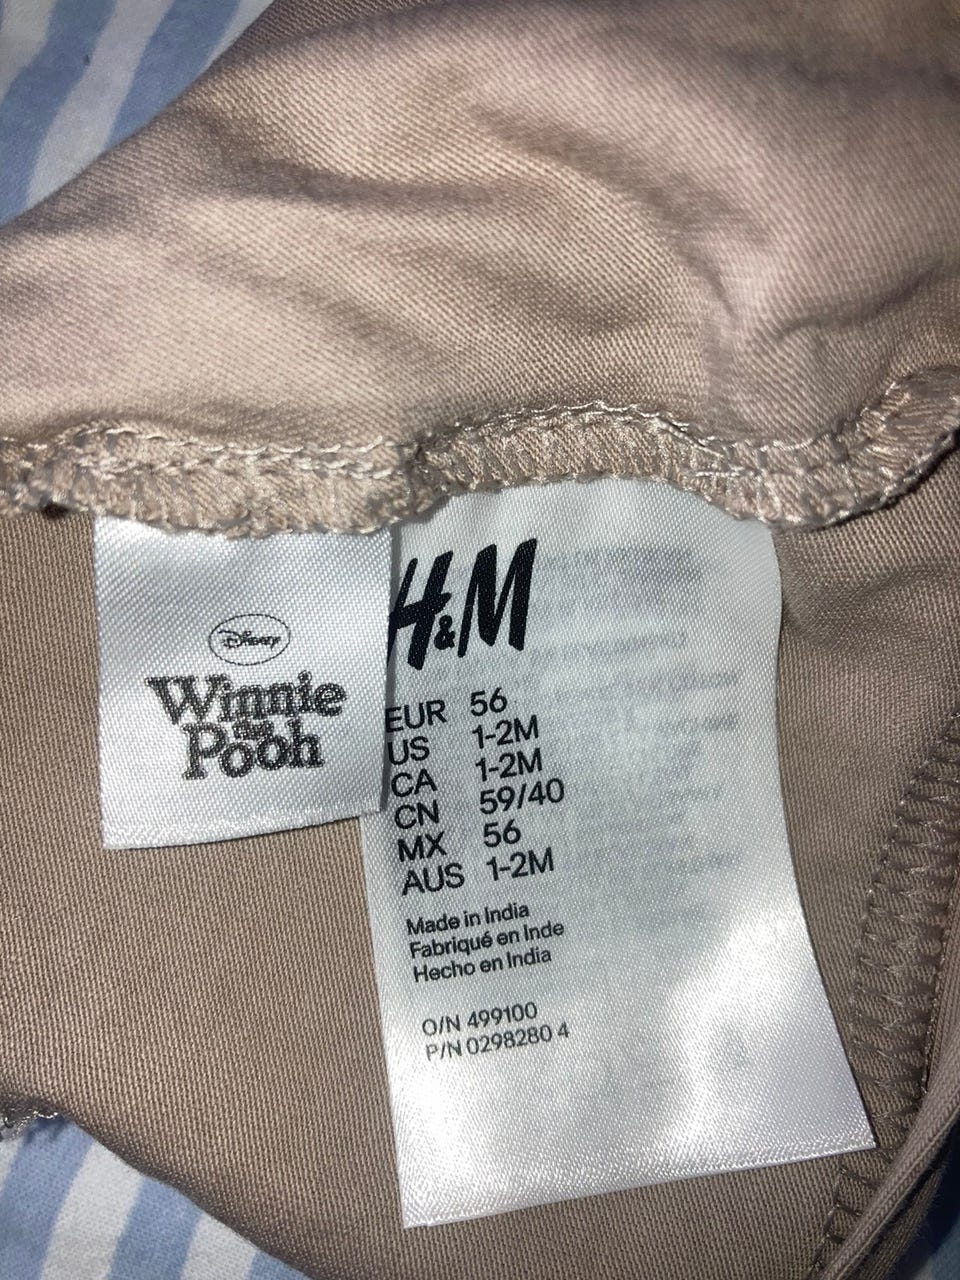 Disney
Winnie
the
Pooh
H&M
EUR 56
US 1-2M
CA 1-2M
CN 59/40
MX 56
AUS 1-2M
Made in India
Fabriqué en Inde
Hecho en India
O/N 499100
P/N 0298280 4